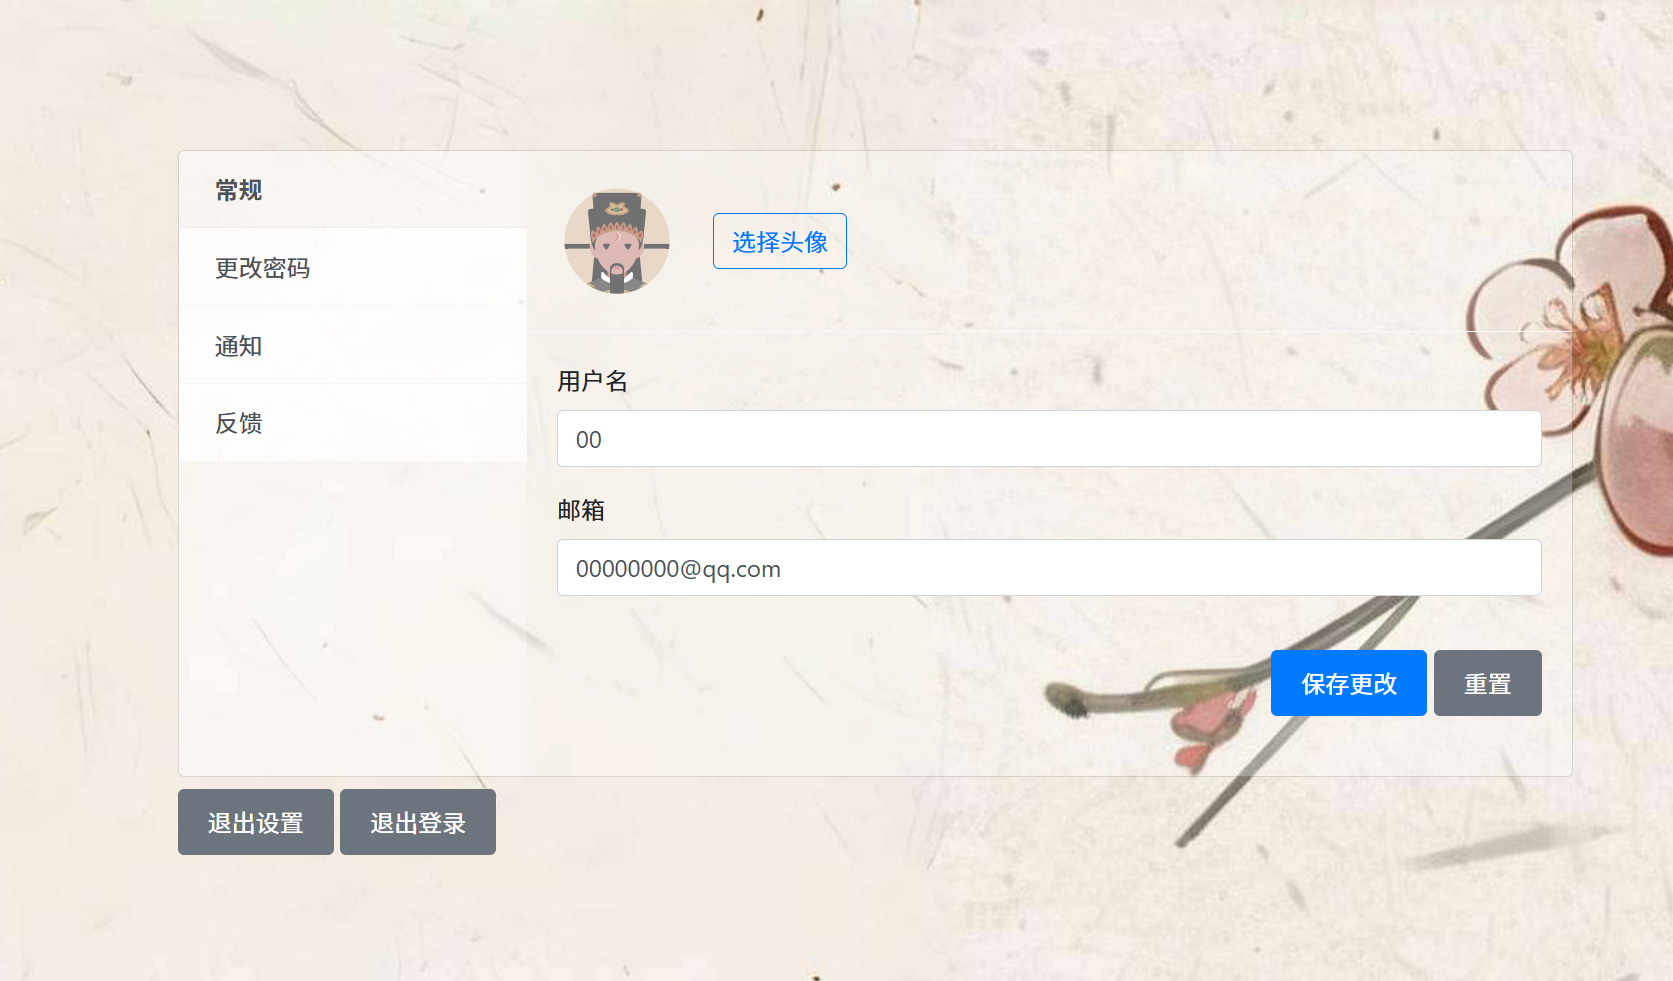 常规
更改密码
通知
反馈
选择头像
用户名
00
邮箱
00000000@qq.com
保存更改 重置
退出设置 退出登录